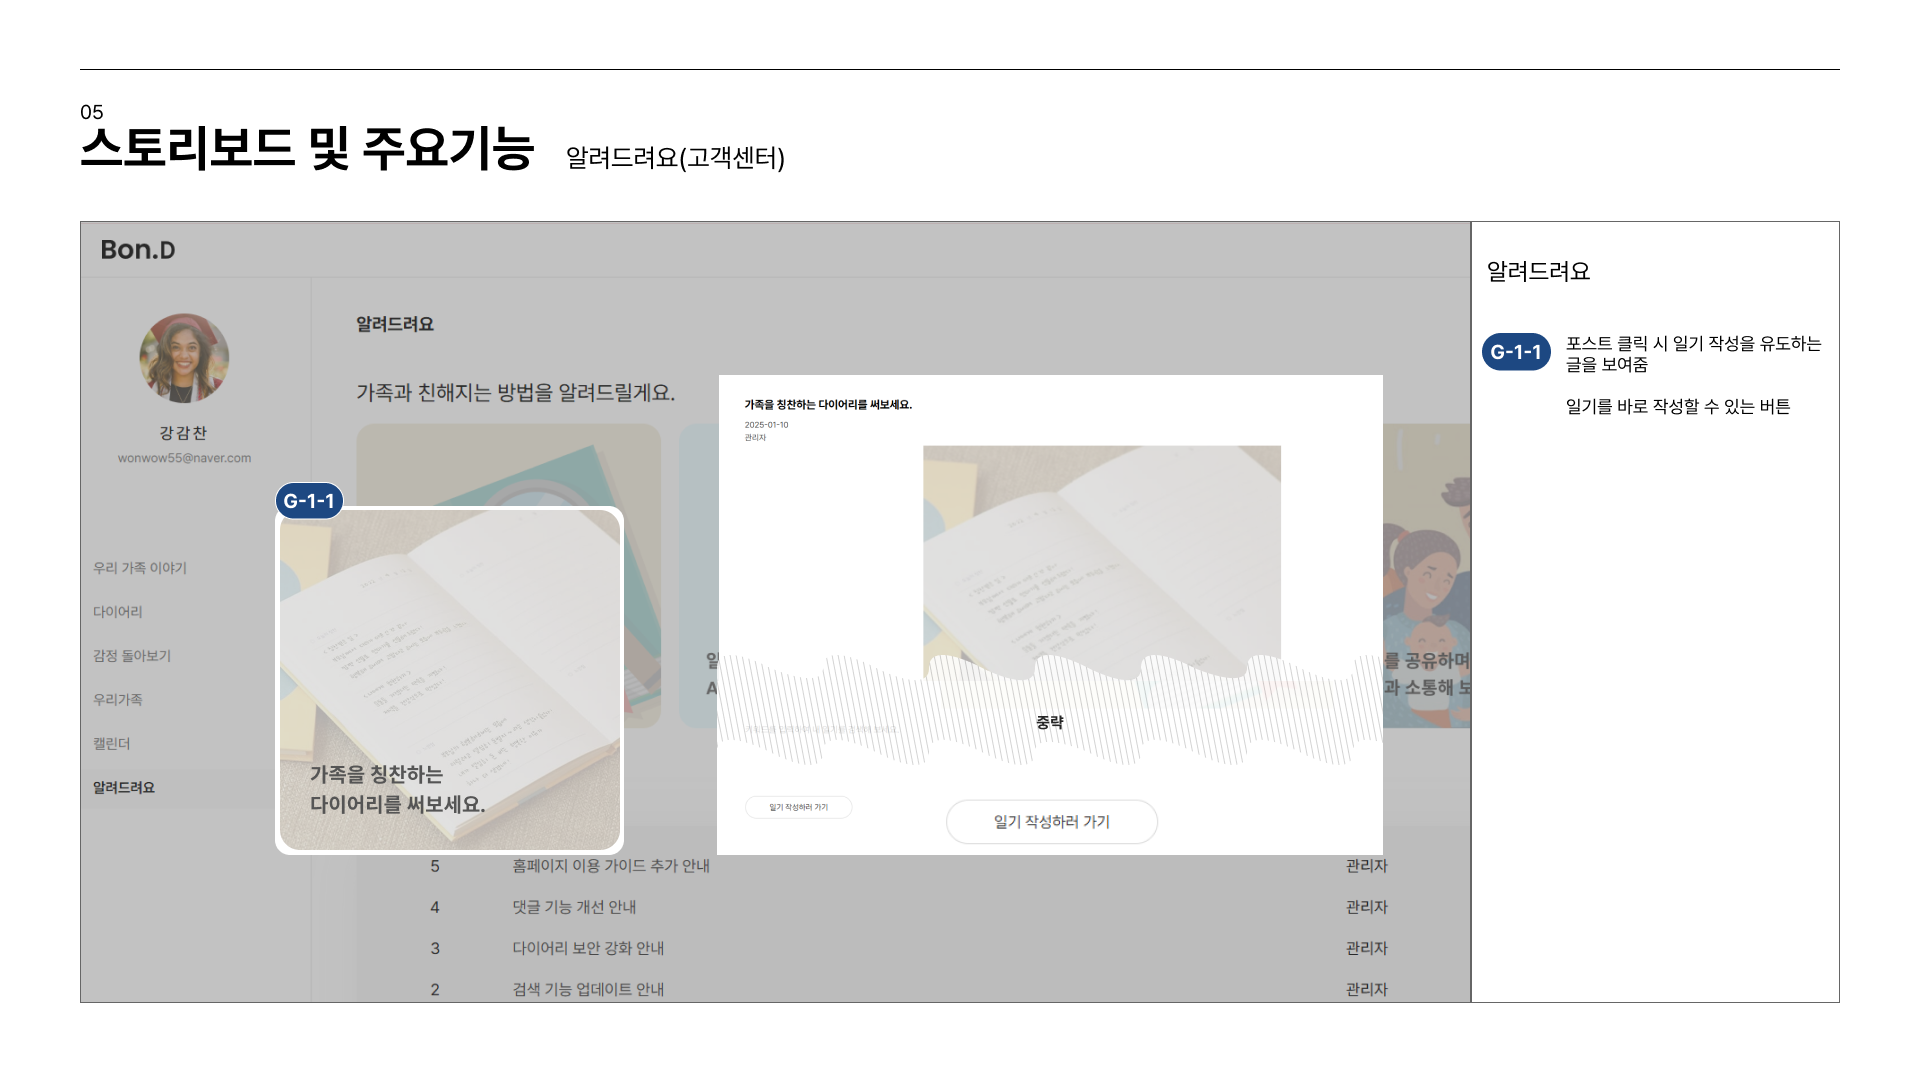 05
스토리보드 및 주요기능
알려드려요(고객센터)
Bon.D
강감찬
wonwow55@naver.com
우리 가족 이야기
다이어리
감정 돌아보기
우리가족
캘린더
알려드려요
알려드려요
가족과 친해지는 방법을 알려드릴게요.
G-1-1
가족을 칭찬하는
다이어리를 써보세요.
가족을 칭찬하는 다이어리를 써보세요.
2025-01-10
관리자
중략
일기 작성하러 가기
일기 작성하러 가기
를 공유하며
과 소통해 보
5 홈페이지 이용 가이드 추가 안내 관리자
4 댓글 기능 개선 안내 관리자
3 다이어리 보안 강화 안내 관리자
2 검색 기능 업데이트 안내 관리자
알려드려요
G-1-1
포스트 클릭 시 일기 작성을 유도하는
글을 보여줌
일기를 바로 작성할 수 있는 버튼